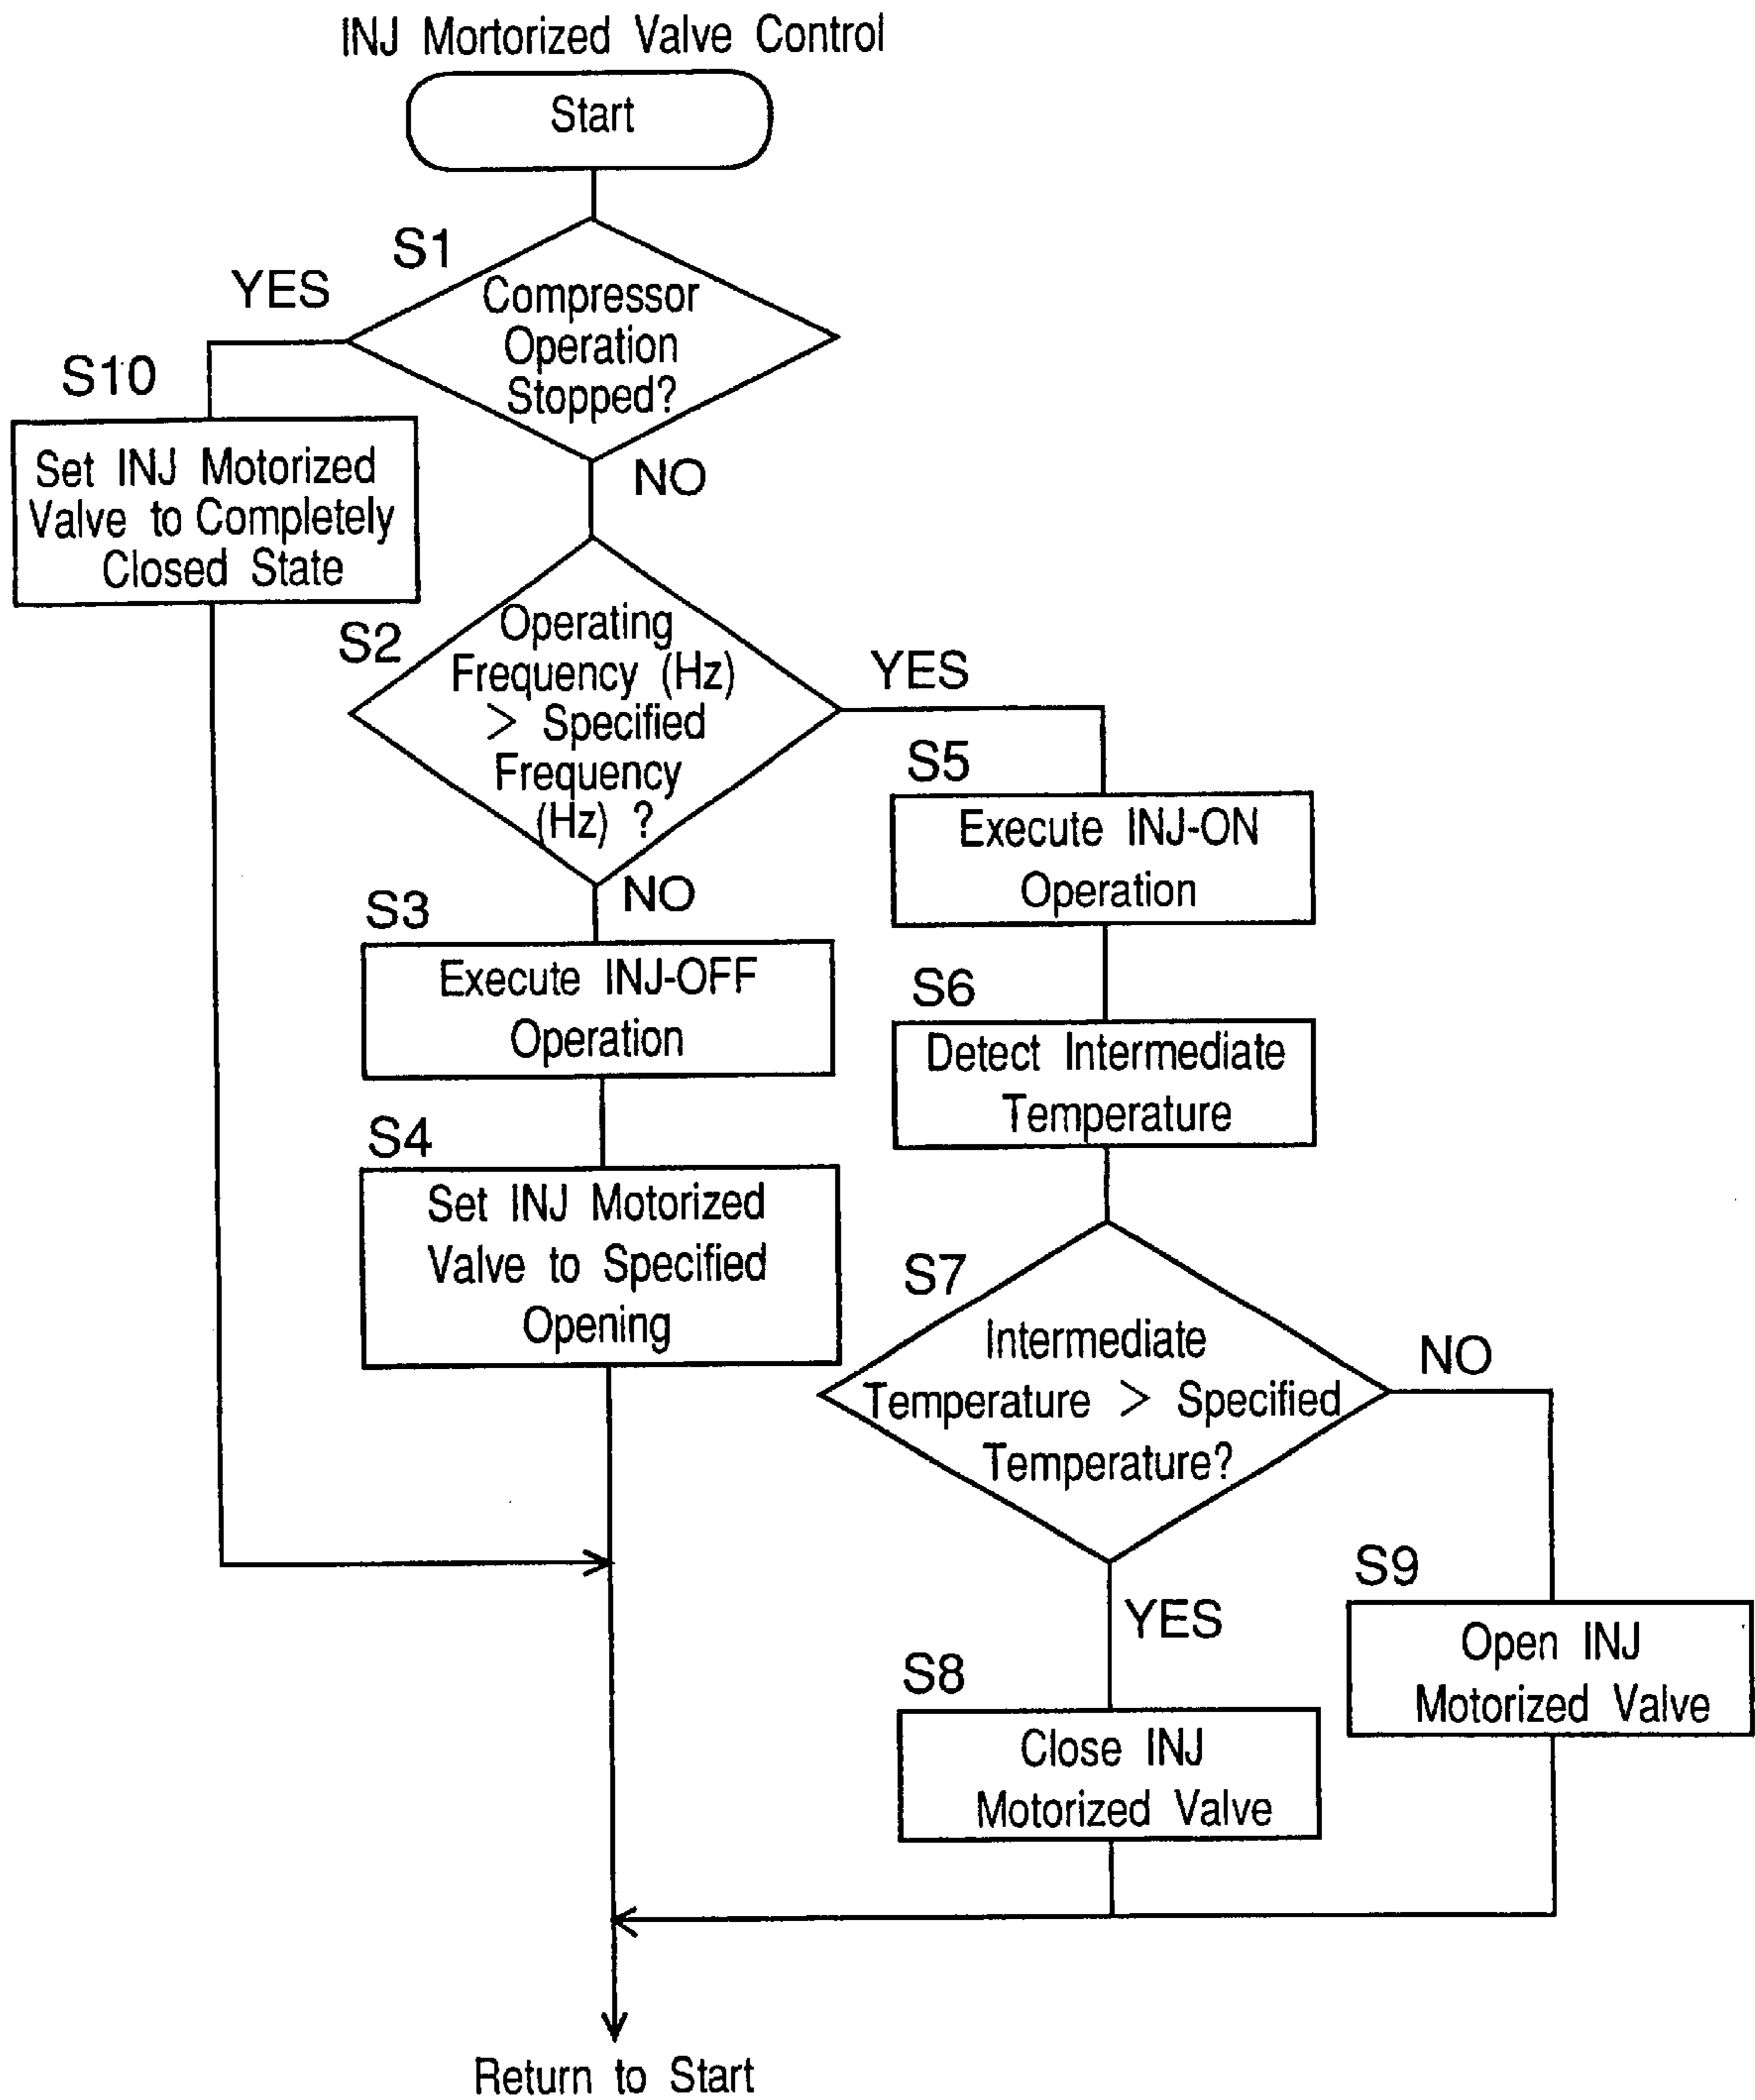 INJ Mortorized Valve Control
Start
S1
YES
Compressor
Operation
Stopped?
S10
Set INJ Motorized
Valve to Completely
Closed State
NO
S2
Operating
Frequency (Hz)
> Specified
Frequency
(Hz) ?
YES
S5
Execute INJ-ON
Operation
NO
S3
Execute INJ-OFF
Operation
S6
Detect Intermediate
Temperature
S4
Set INJ Motorized
Valve to Specified
Opening
S7
Intermediate
Temperature > Specified
Temperature?
NO
S9
Open INJ
Motorized Valve
YES
S8
Close INJ
Motorized Valve
Return to Start